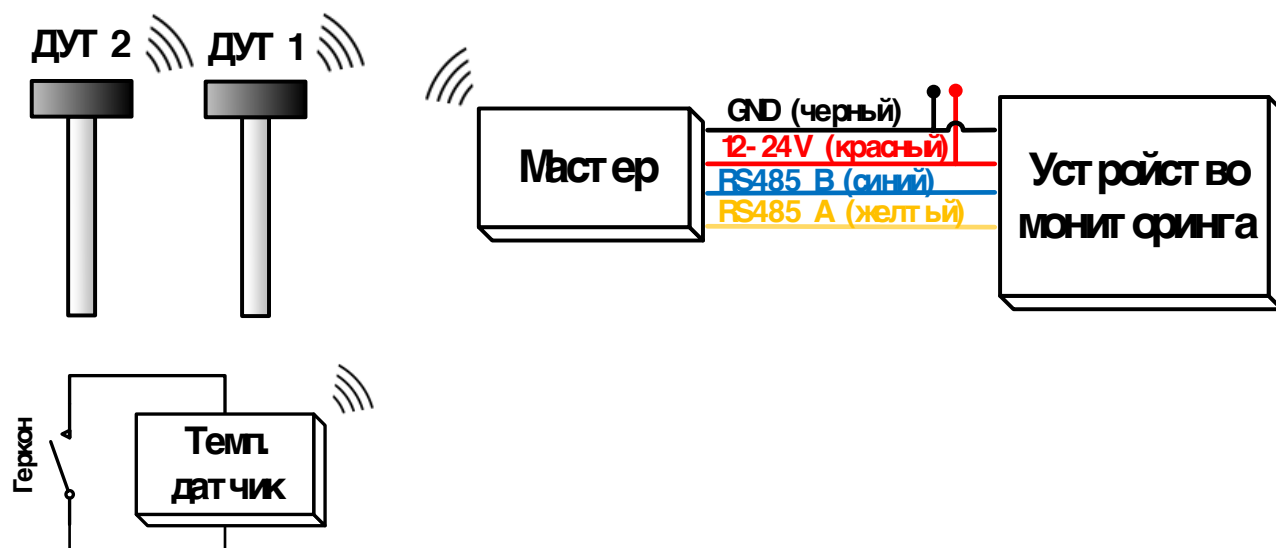 ДУТ 2
ДУТ 1
Мастер
GND (черный)
12-24V (красный)
RS485 B (синий)
RS485 A (желтый)
Устройство
мониторинга
Геркон
Темп.
датчик